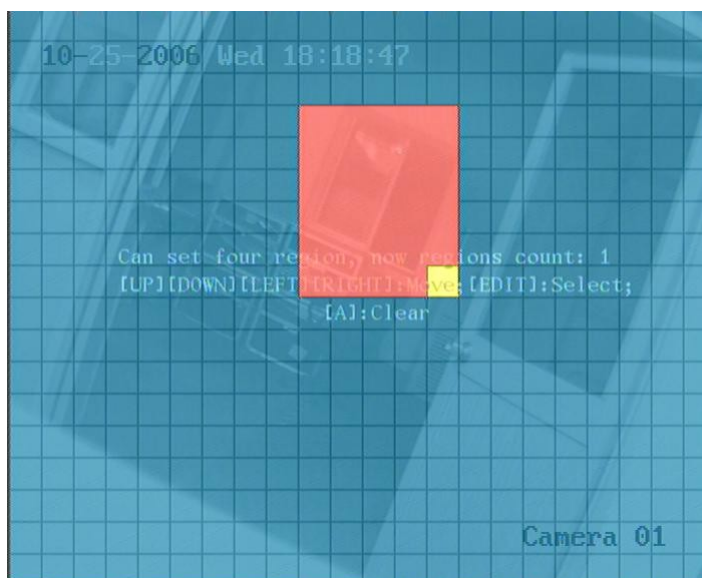 10-25-2006 Wed 18:18:47
Can set four region, now regions count: 1
[UP][DOWN][LEFT][RIGHT]:Move;[EDIT]:Select;
[A]:Clear
Camera 01